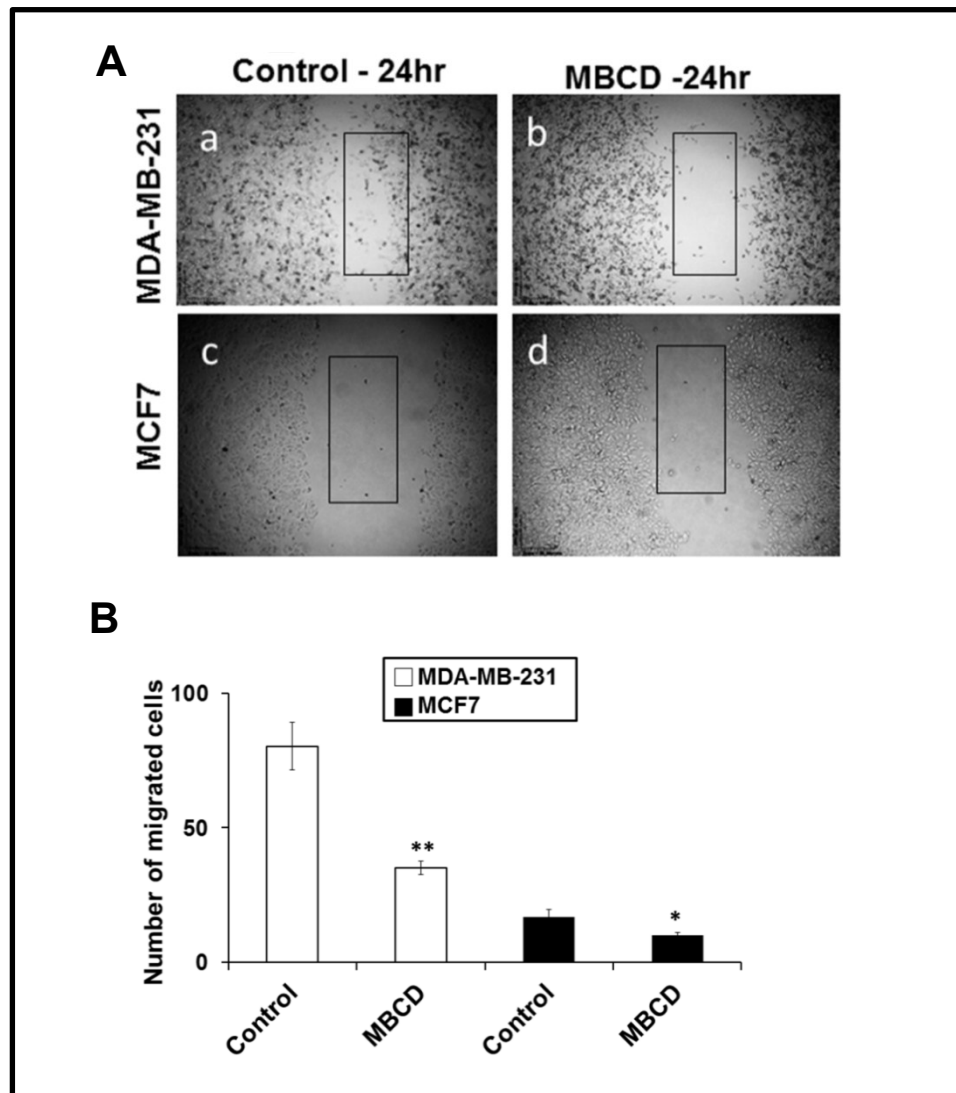 A
Control - 24hr
MBCD -24hr
MDA-MB-231
a
b
MCF7
c
d
B
MDA-MB-231
MCF7
Number of migrated cells
100
50
0
**
*
Control
MBCD
Control
MBCD